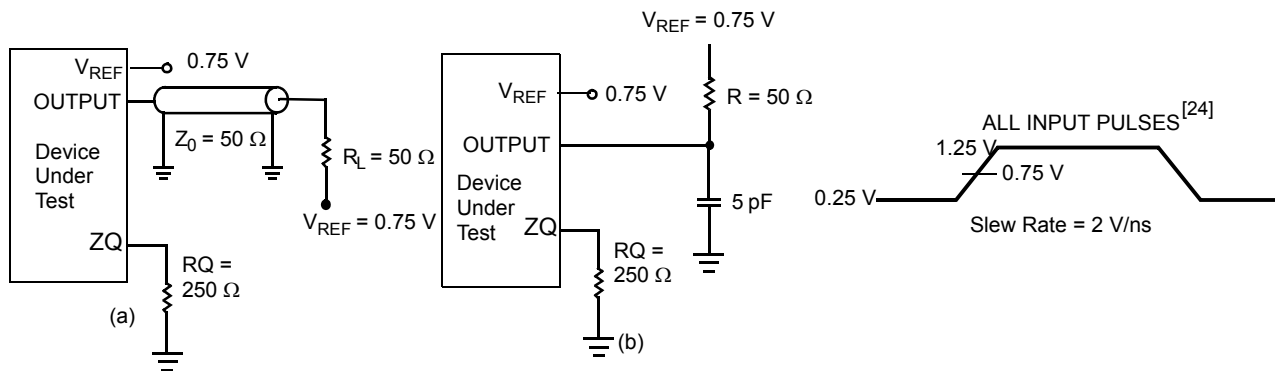 V_REF 0.75 V
OUTPUT
Z0 = 50 Ω
Device
Under
Test
RL = 50 Ω
VREF = 0.75 V
ZQ
RQ =
250 Ω
(a)
VREF = 0.75 V
R = 50 Ω
VREF 0.75 V
OUTPUT
Device
Under
Test
5 pF
ZQ
RQ =
250 Ω
(b)
ALL INPUT PULSES[24]
1.25 V
0.75 V
0.25 V
Slew Rate = 2 V/ns